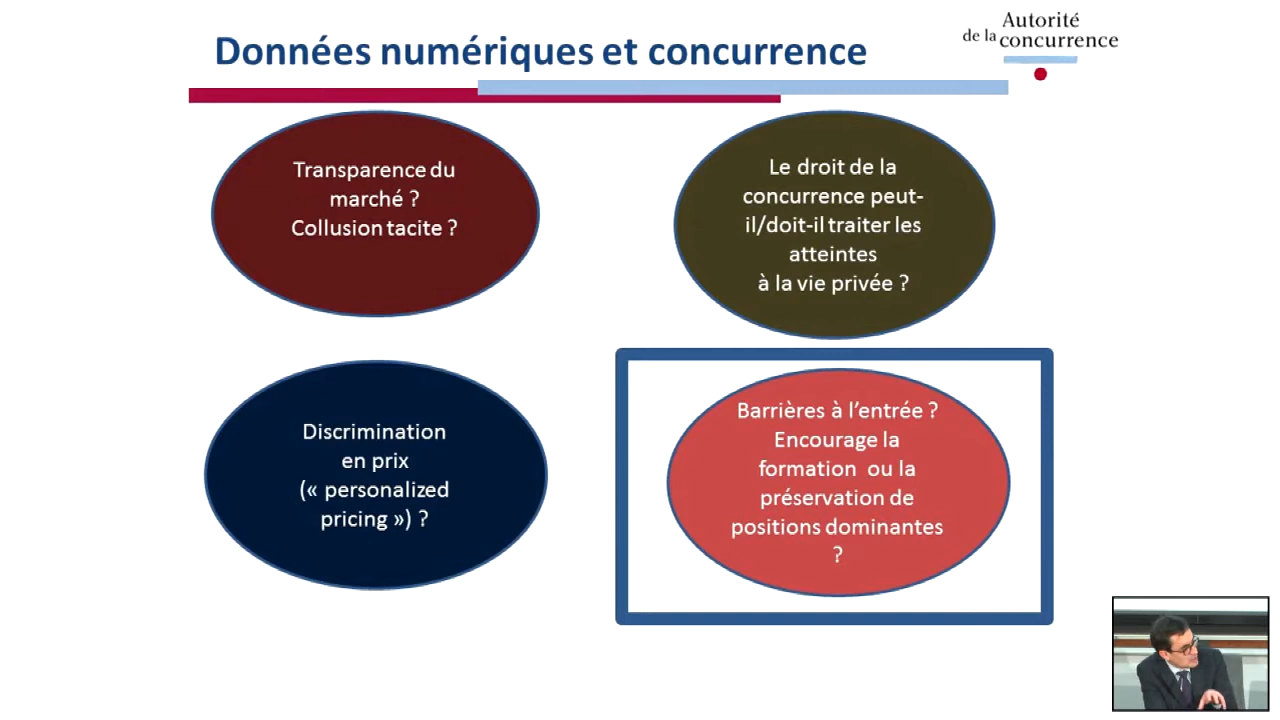 Données numériques et concurrence
Autorité
de la concurrence
Transparence du
marché ?
Collusion tacite ?
Le droit de la
concurrence peut-
il/doit-il traiter les
atteintes
à la vie privée ?
Discrimination
en prix
(« personalized
pricing ») ?
Barrières à l’entrée ?
Encourage la
formation ou la
préservation de
positions dominantes
?